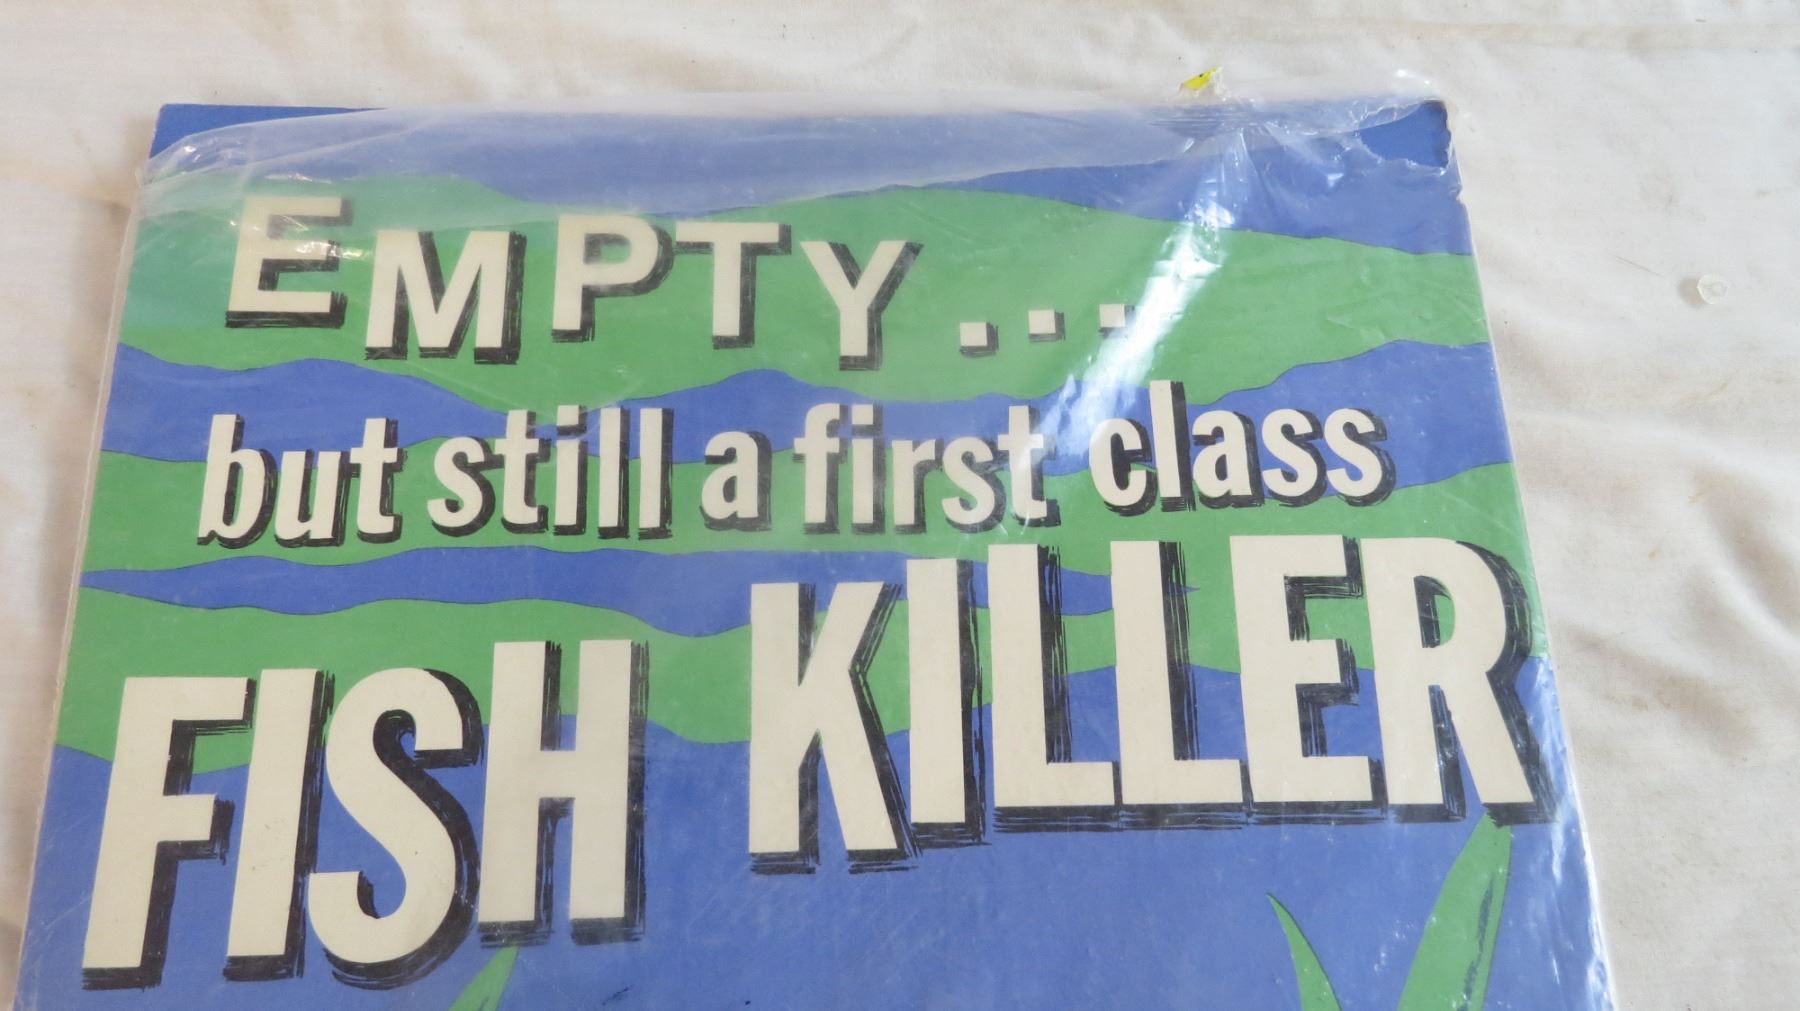 EMPTY...
but still a first class
FISH KILLER